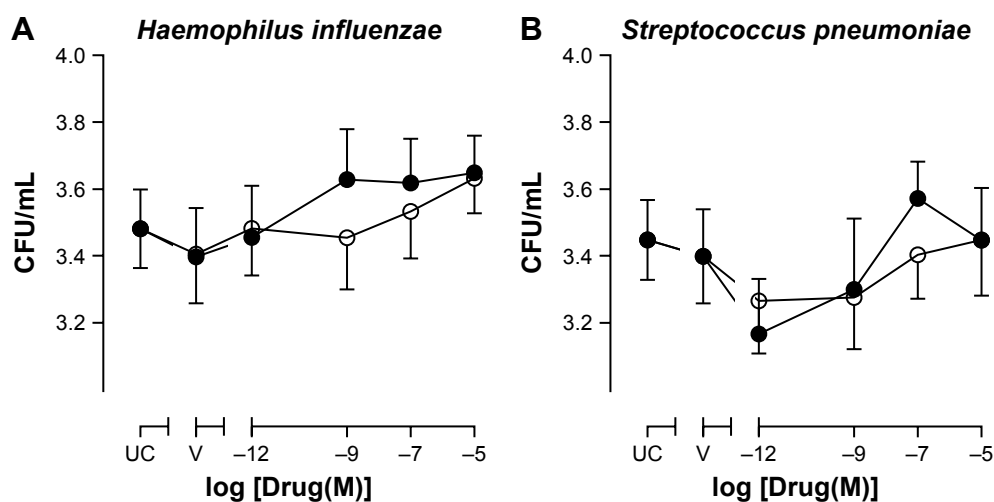 A Haemophilus influenzae
4.0
3.8
3.6
3.4
3.2
CFU/mL
UC V –12 –9 –7 –5
log [Drug(M)]
B Streptococcus pneumoniae
4.0
3.8
3.6
3.4
3.2
CFU/mL
UC V –12 –9 –7 –5
log [Drug(M)]